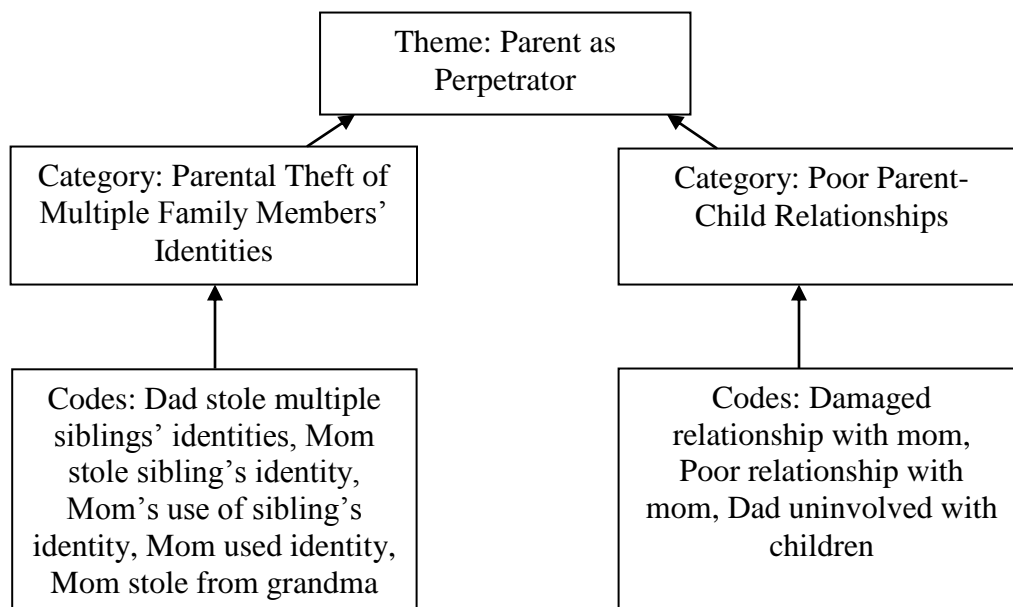 Theme: Parent as
Perpetrator
Category: Parental Theft of
Multiple Family Members’
Identities
Category: Poor Parent-
Child Relationships
Codes: Dad stole multiple
siblings’ identities, Mom
stole sibling’s identity,
Mom’s use of sibling’s
identity, Mom used identity,
Mom stole from grandma
Codes: Damaged
relationship with mom,
Poor relationship with
mom, Dad uninvolved with
children